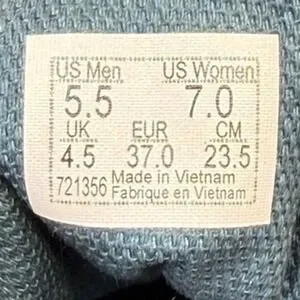 US Men US Women
5.5 7.0
UK EUR CM
4.5 37.0 23.5
721356 Made in Vietnam
Fabrique en Vietnam